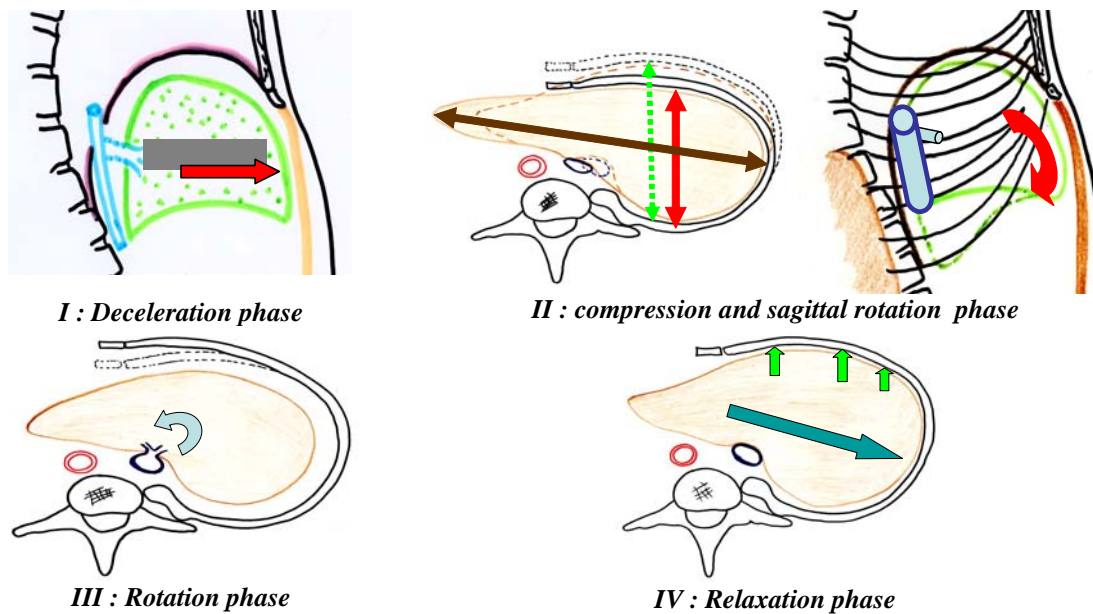 I : Deceleration phase
II : compression and sagittal rotation  phase
III : Rotation phase
IV : Relaxation phase